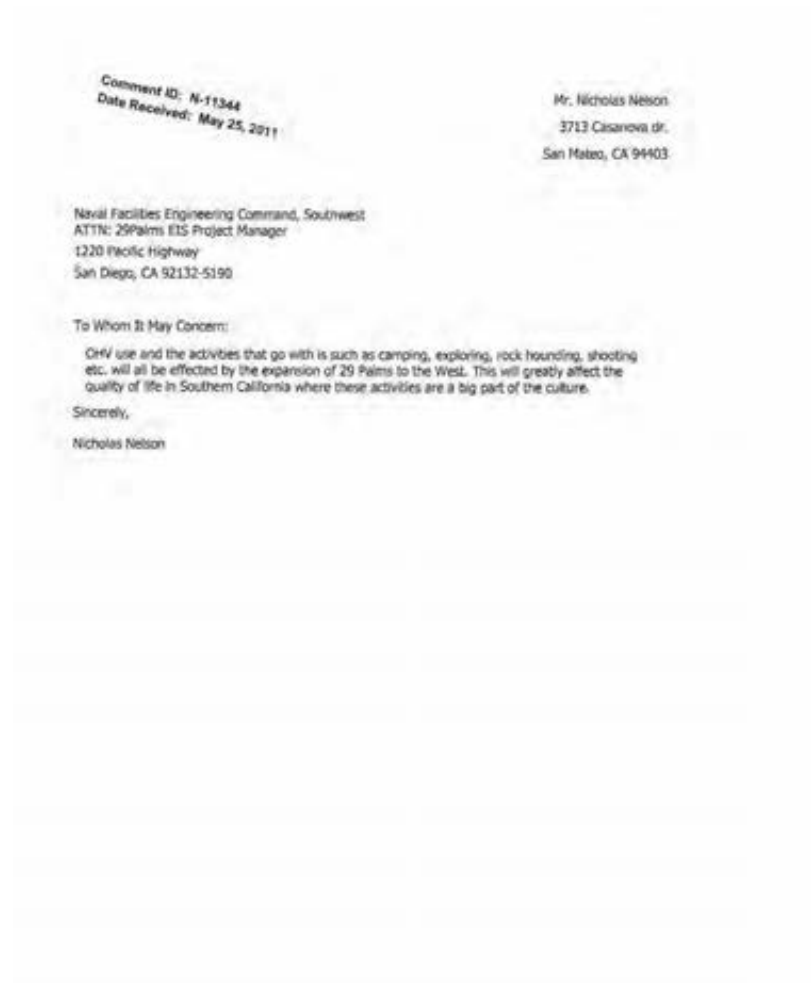 Comment ID: N-11344
Date Received: May 25, 2011
Mr. Nicholas Nelson
3713 Casanova dr.
San Mateo, CA 94403
Naval Facilities Engineering Command, Southwest
ATTN: 29Palms EIS Project Manager
1220 Pacific Highway
San Diego, CA 92132-5190
To Whom It May Concern:
OHV use and the activities that go with is such as camping, exploring, rock hounding, shooting
etc. will all be effected by the expansion of 29 Palms to the West. This will greatly affect the
quality of life in Southern California where these activities are a big part of the culture.
Sincerely,
Nicholas Nelson